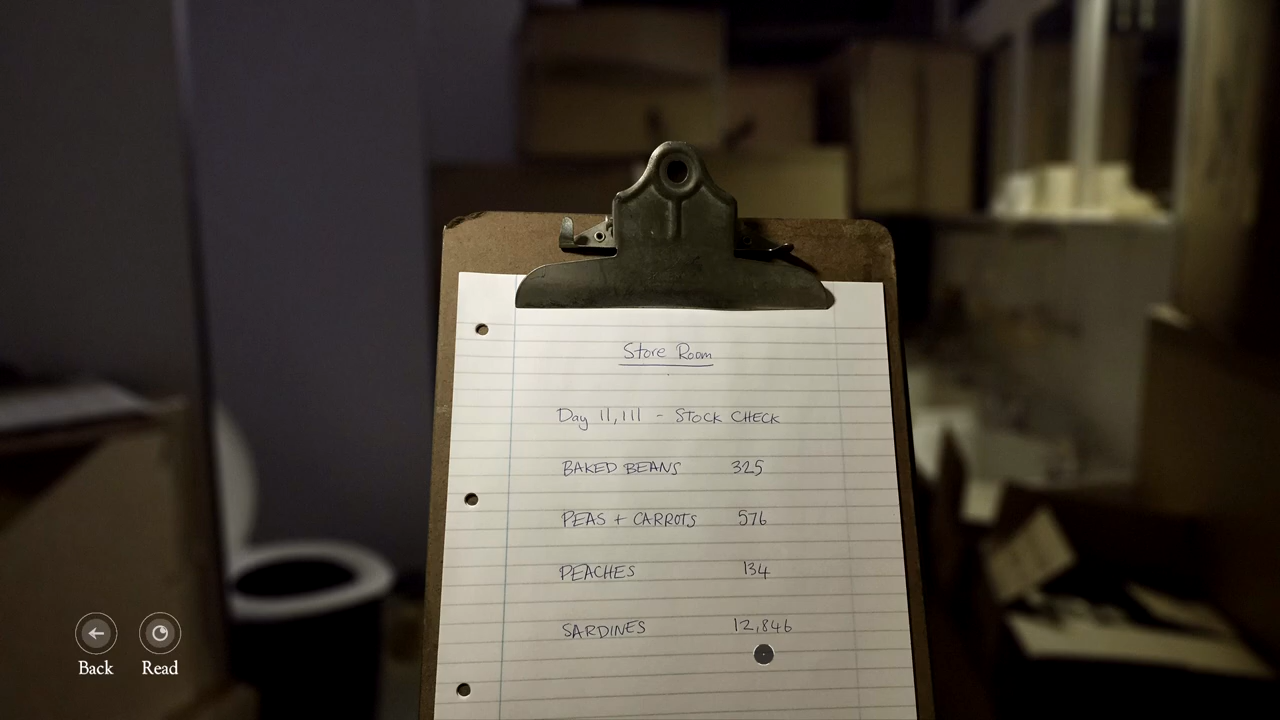 Store Room
Day 11,111 - STOCK CHECK
BAKED BEANS 325
PEAS + CARROTS 576
PEACHES 134
SARDINES 12,846
Back Read